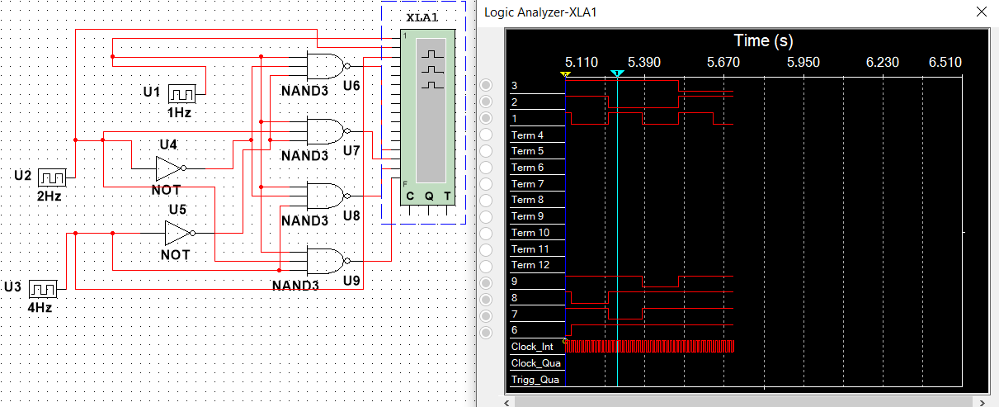 XLA1
1
U6
NAND3
U1
1Hz
U4
U7
NAND3
U2
2Hz
NOT
U5
F
C Q T
U8
NAND3
NOT
U9
NAND3
U3
4Hz
Logic Analyzer-XLA1
Time (s)
5.110 5.390 5.670 5.950 6.230 6.510
2 1
3
2
1
Term 4
Term 5
Term 6
Term 7
Term 8
Term 9
Term 10
Term 11
Term 12
9
8
7
6
Clock_Int
Clock_Qua
Trigg_Qua